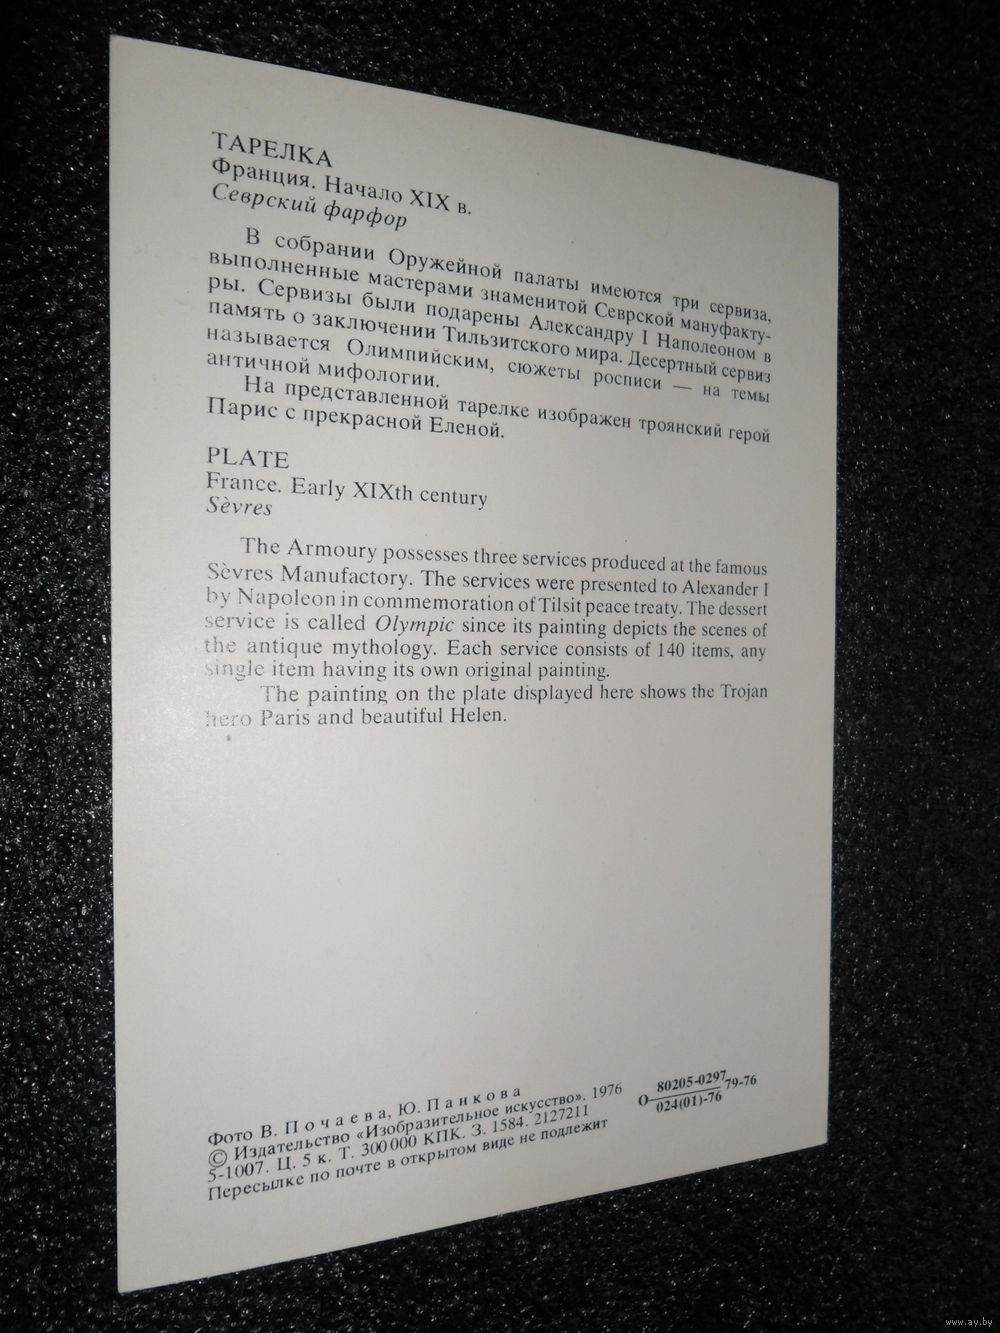 ТАРЕЛКА
Франция. Начало XIX в.
Севрский фарфор
В собрании Оружейной палаты имеются три сервиза,
выполненные мастерами знаменитой Севрской мануфакту-
ры. Сервизы были подарены Александру I Наполеоном в
память о заключении Тильзитского мира. Десертный сервиз
называется Олимпийским, сюжеты росписи — на темы
античной мифологии.
На представленной тарелке изображен троянский герой
Парис с прекрасной Еленой.
PLATE
France. Early XIXth century
Sèvres
The Armoury possesses three services produced at the famous
Sèvres Manufactory. The services were presented to Alexander I
by Napoleon in commemoration of Tilsit peace treaty. The dessert
service is called Olympic since its painting depicts the scenes of
the antique mythology. Each service consists of 140 items, any
single item having its own original painting.
The painting on the plate displayed here shows the Trojan
hero Paris and beautiful Helen.
Фото В. Почаева, Ю. Панкова
© Издательство «Изобразительное искусство». 1976
5-1007. Ц. 5 к. Т. 300 000 КПК. З. 1584. 2127211
Пересылке по почте в открытом виде не подлежит
О 80205-0297 79-76
024(01)-76
www.ay.by